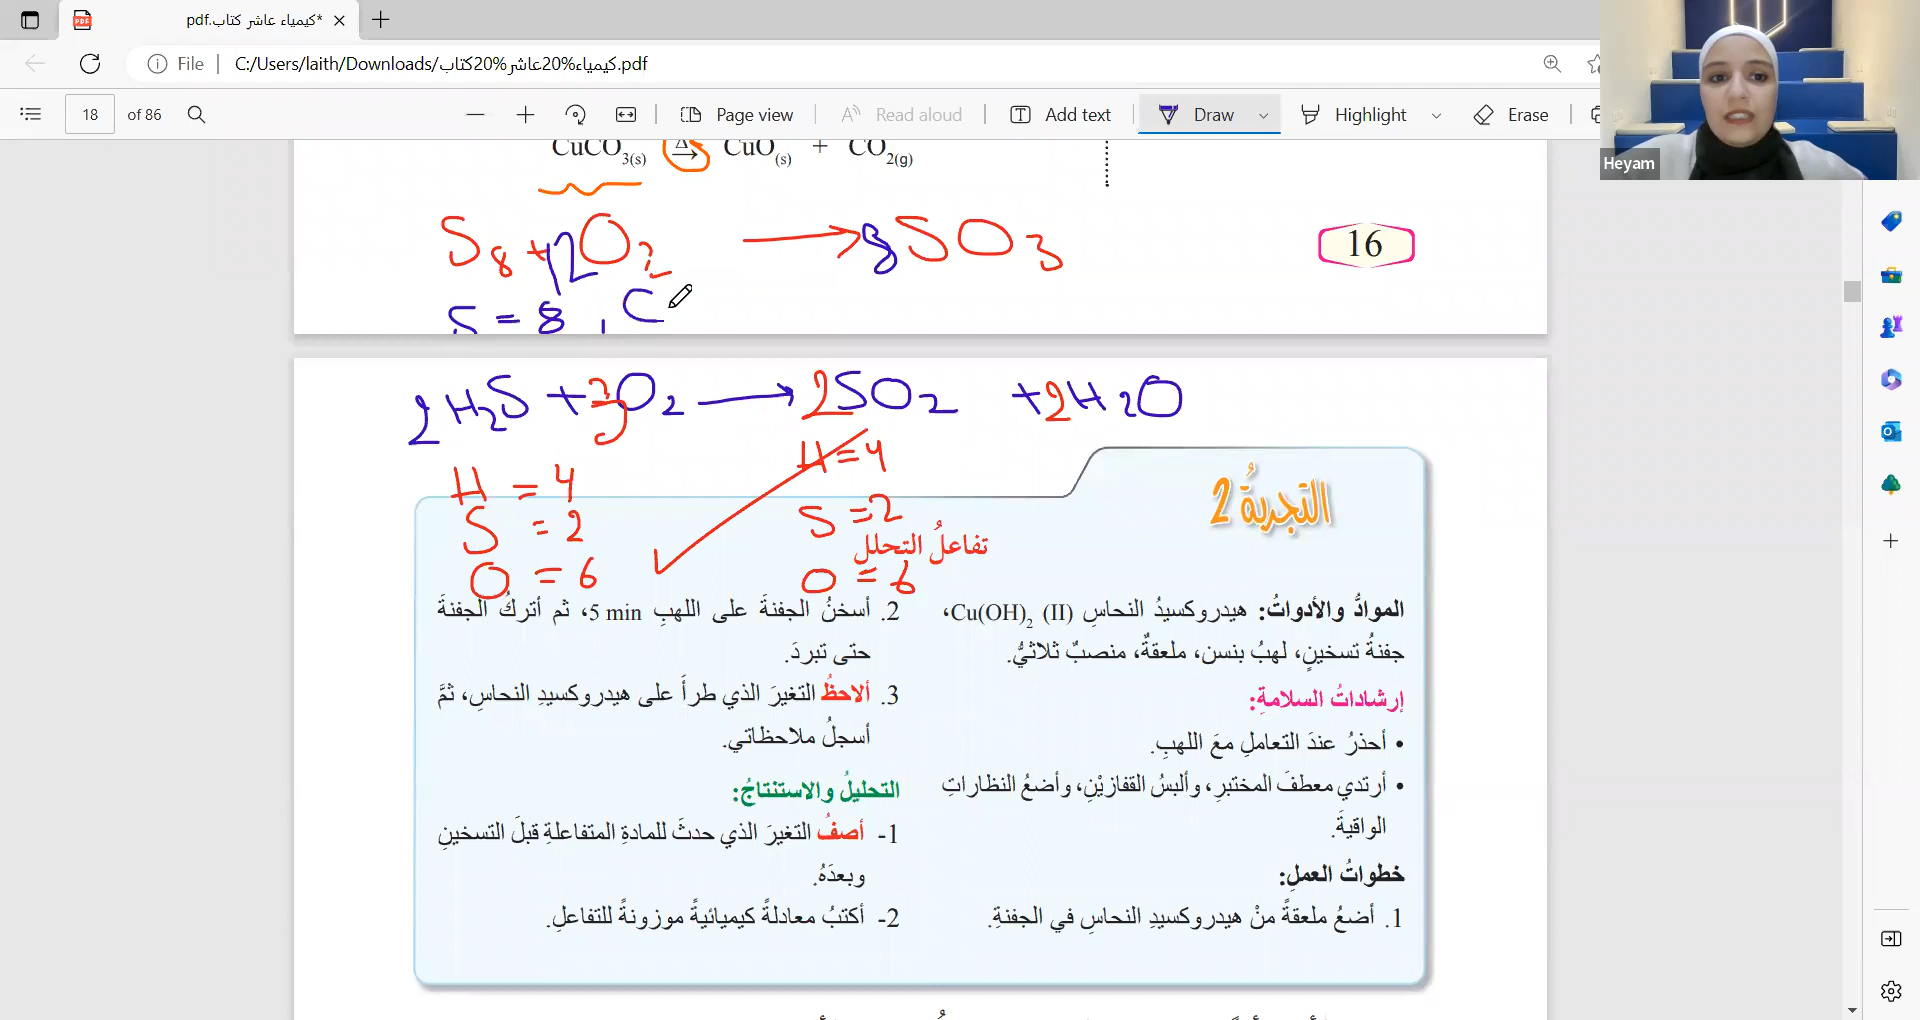 كيمياء عاشر كتاب.pdf*
File
C:/Users/laith/Downloads/كيمياء%20عاشر%20كتاب.pdf
18 of 86
Page view
Read aloud
Add text
Draw
Highlight
Erase
Heyam
CuCO3(s) Δ→ CuO(s) + CO2(g)
S8 + 12O2 → 8SO3
16
S = 8 ,
2H2S + 3O2 → 2SO2 + 2H2O
H = 4
H = 4
S = 2
S = 2
O = 6
O = 6
التجربةُ 2
تفاعلُ التحللِ
الموادُّ والأدواتُ: هيدروكسيدُ النحاسِ (II) Cu(OH)2،
جفنةُ تسخينٍ، لهبُ بنسن، ملعقةٌ، منصبٌ ثلاثيُّ.
إرشاداتُ السلامةِ:
• أحذرُ عندَ التعاملِ معَ اللهبِ.
• أرتدي معطفَ المختبرِ، وألبسُ القفازيْنِ، وأضعُ النظاراتِ
الواقيةَ.
خطواتُ العملِ:
1. أضعُ ملعقةً منْ هيدروكسيدِ النحاسِ في الجفنةِ.
2. أسخنُ الجفنةَ على اللهبِ 5 min، ثم أتركُ الجفنةَ
حتى تبردَ.
3. ألاحظُ التغيرَ الذي طرأَ على هيدروكسيدِ النحاسِ، ثمَّ
أسجلُ ملاحظاتي.
التحليلُ والاستنتاجُ:
1- أصفُ التغيرَ الذي حدثَ للمادةِ المتفاعلةِ قبلَ التسخينِ
وبعدَهُ.
2- أكتبُ معادلةً كيميائيةً موزونةً للتفاعلِ.